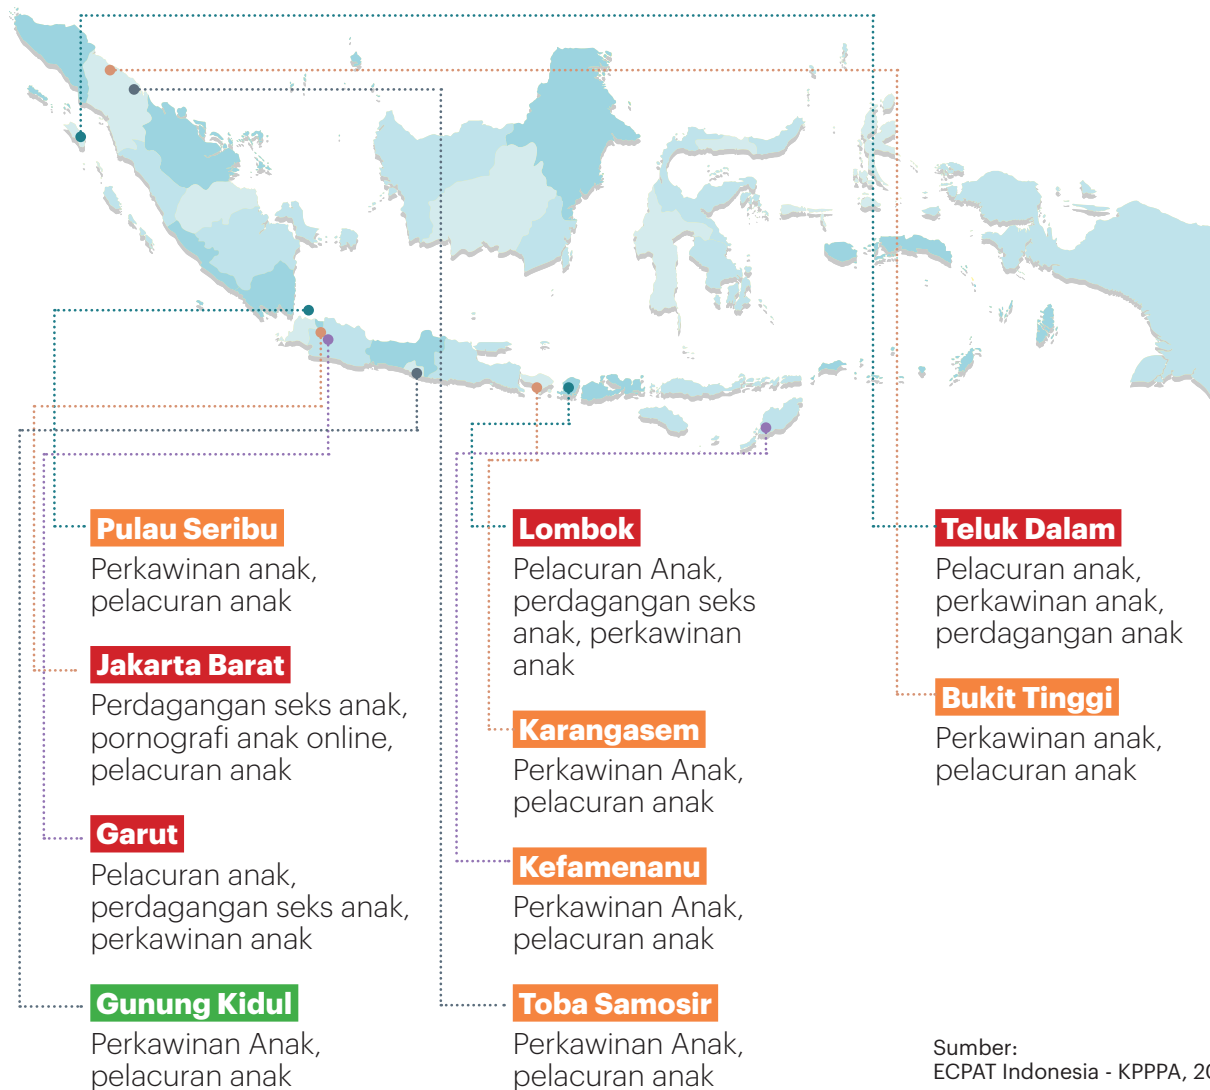 Pulau Seribu
Perkawinan anak,
pelacuran anak
Jakarta Barat
Perdagangan seks anak,
pornografi anak online,
pelacuran anak
Garut
Pelacuran anak,
perdagangan seks anak,
perkawinan anak
Gunung Kidul
Perkawinan Anak,
pelacuran anak
Lombok
Pelacuran Anak,
perdagangan seks
anak, perkawinan
anak
Karangasem
Perkawinan Anak,
pelacuran anak
Kefamenanu
Perkawinan Anak,
pelacuran anak
Toba Samosir
Perkawinan Anak,
pelacuran anak
Teluk Dalam
Pelacuran anak,
perkawinan anak,
perdagangan anak
Bukit Tinggi
Perkawinan anak,
pelacuran anak
Sumber:
ECPAT Indonesia - KPPPA,